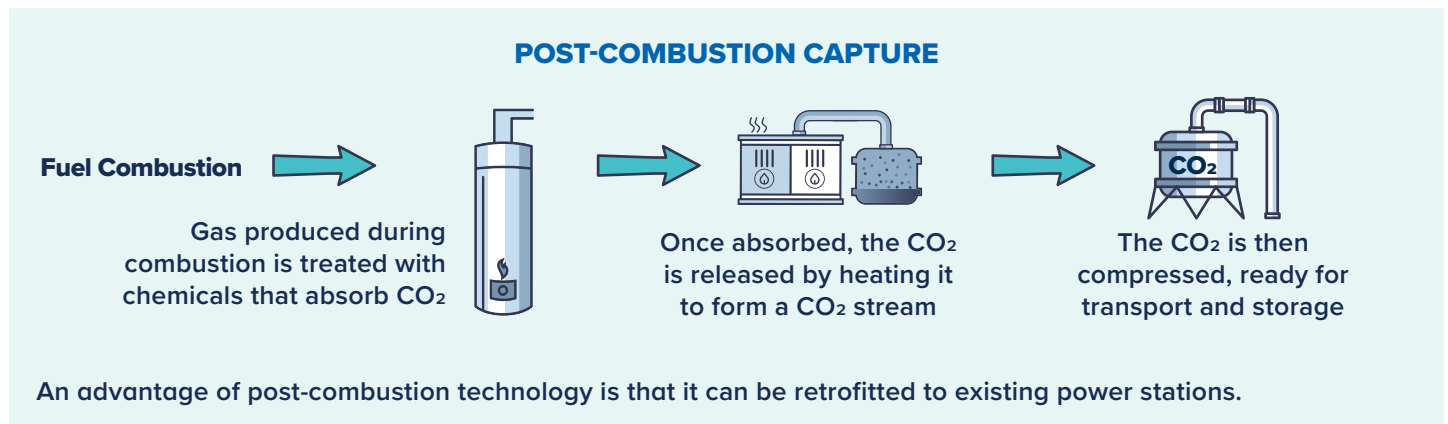 POST-COMBUSTION CAPTURE
Fuel Combustion
Gas produced during
combustion is treated with
chemicals that absorb CO₂
Once absorbed, the CO₂
is released by heating it
to form a CO₂ stream
CO₂
The CO₂ is then
compressed, ready for
transport and storage
An advantage of post-combustion technology is that it can be retrofitted to existing power stations.